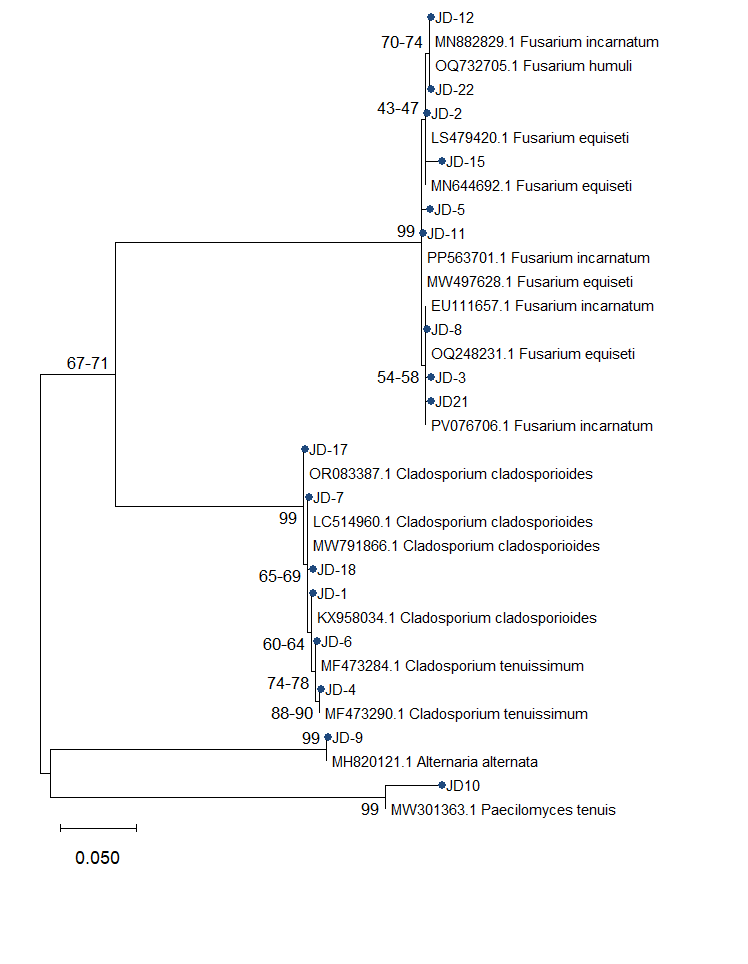 JD-12
70-74
MN882829.1 Fusarium incarnatum
OQ732705.1 Fusarium humuli
JD-22
43-47
JD-2
LS479420.1 Fusarium equiseti
JD-15
MN644692.1 Fusarium equiseti
JD-5
99
JD-11
PP563701.1 Fusarium incarnatum
MW497628.1 Fusarium equiseti
EU111657.1 Fusarium incarnatum
JD-8
OQ248231.1 Fusarium equiseti
67-71
54-58
JD-3
JD21
PV076706.1 Fusarium incarnatum
JD-17
OR083387.1 Cladosporium cladosporioides
JD-7
99
LC514960.1 Cladosporium cladosporioides
MW791866.1 Cladosporium cladosporioides
65-69
JD-18
JD-1
KX958034.1 Cladosporium cladosporioides
60-64
JD-6
MF473284.1 Cladosporium tenuissimum
74-78
JD-4
88-90
MF473290.1 Cladosporium tenuissimum
99
JD-9
MH820121.1 Alternaria alternata
JD10
99
MW301363.1 Paecilomyces tenuis
0.050